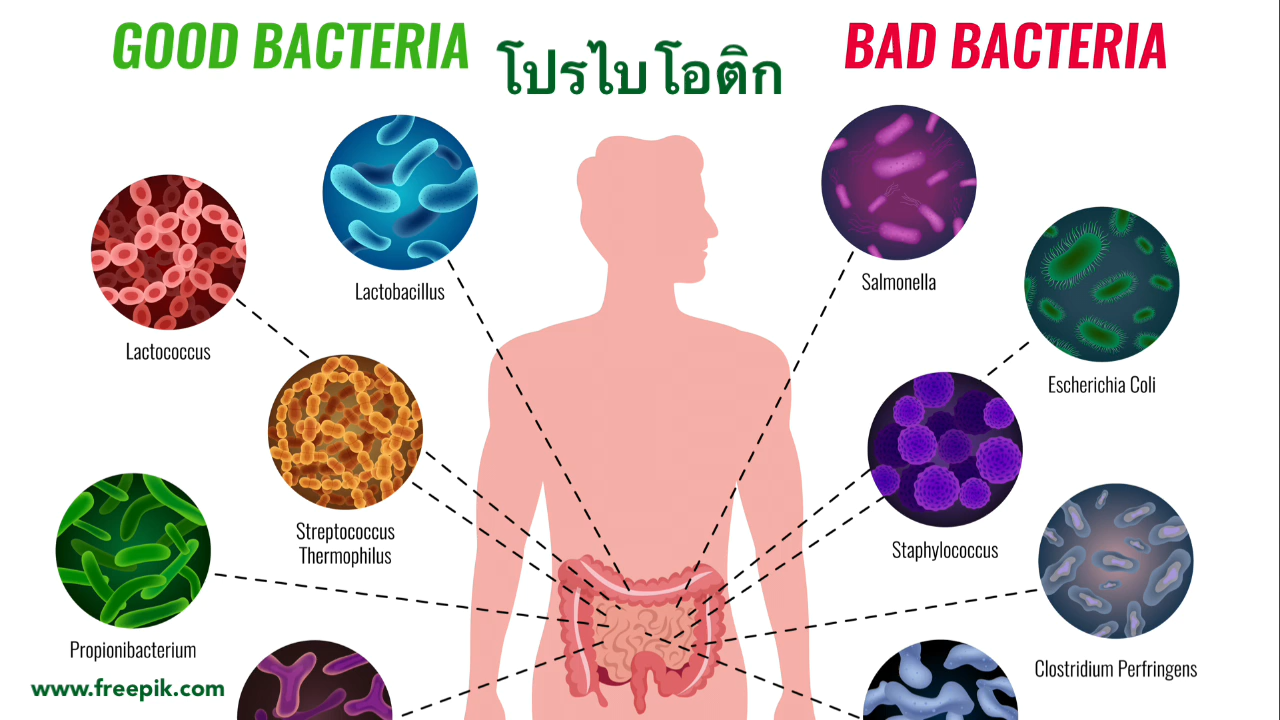 GOOD BACTERIA
โปรไบโอติก
BAD BACTERIA
Lactobacillus
Salmonella
Lactococcus
Escherichia Coli
Streptococcus
Thermophilus
Staphylococcus
Propionibacterium
Clostridium Perfringens
www.freepik.com